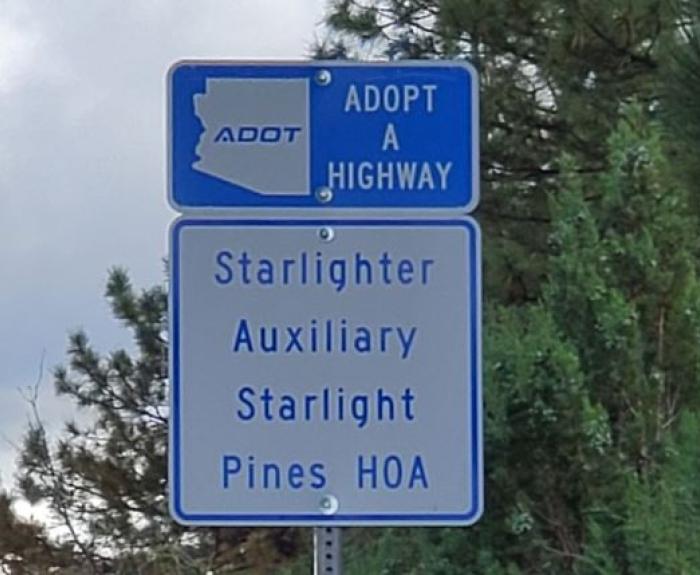 ADOT
ADOPT
A
HIGHWAY
Starlighter
Auxiliary
Starlight
Pines HOA